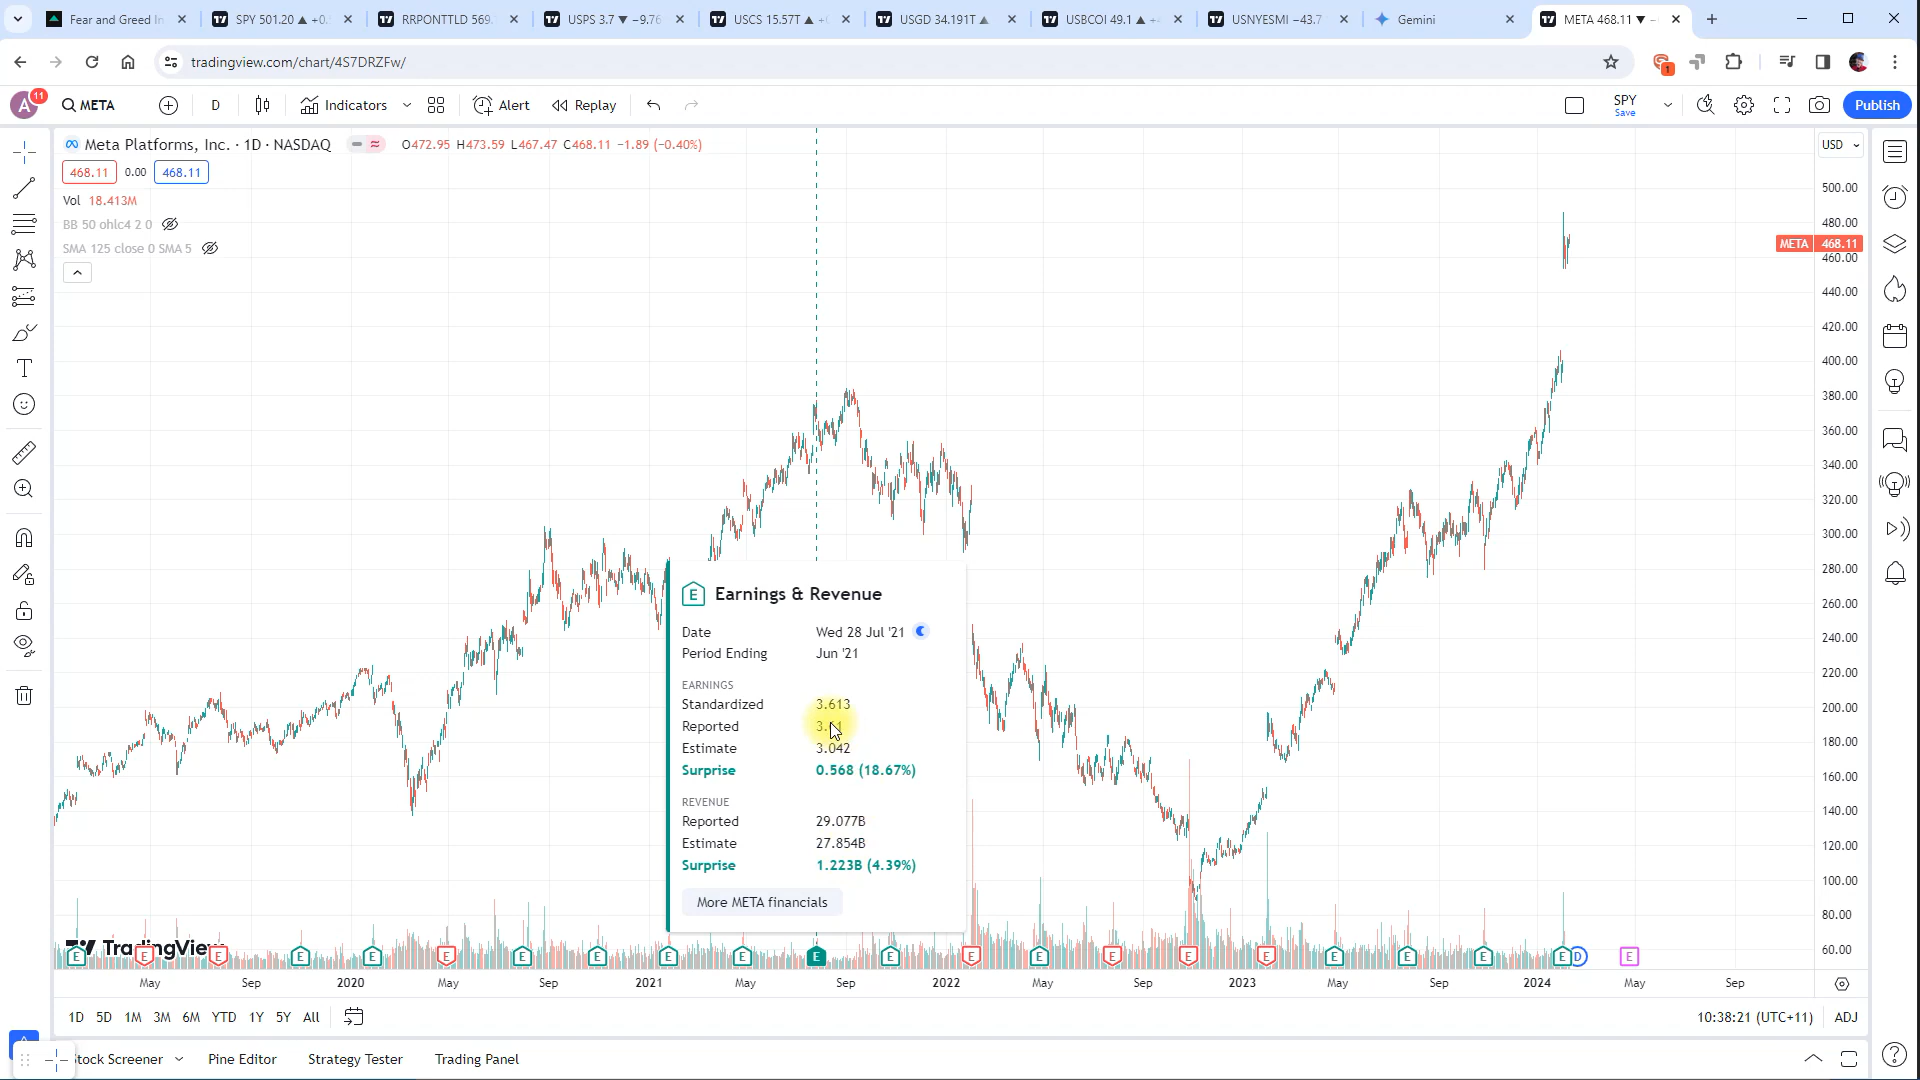 Fear and Greed In
SPY 501.20 ▲ +0.
RRPONTTLD 569.
USPS 3.7 ▼ −9.76
USCS 15.57T ▲ +
USGD 34.191T ▲
USBCOI 49.1 ▲ +
USNYESMI −43.7
Gemini
META 468.11 ▼ −
tradingview.com/chart/4S7DRZFw/
1
A
11
META
D
Indicators
Alert
Replay
SPY
Save
Publish
Meta Platforms, Inc. · 1D · NASDAQ
O472.95 H473.59 L467.47 C468.11 −1.89 (−0.40%)
468.11
0.00
468.11
Vol 18.413M
BB 50 ohlc4 2 0
SMA 125 close 0 SMA 5
USD
500.00
480.00
META 468.11
460.00
440.00
420.00
400.00
380.00
360.00
340.00
320.00
300.00
280.00
260.00
240.00
220.00
200.00
180.00
160.00
140.00
120.00
100.00
80.00
60.00
E Earnings & Revenue
Date Wed 28 Jul '21
Period Ending Jun '21
EARNINGS
Standardized 3.613
Reported
Estimate 3.042
Surprise 0.568 (18.67%)
REVENUE
Reported 29.077B
Estimate 27.854B
Surprise 1.223B (4.39%)
More META financials
TradingView
E E E E E E E E E E E E E E E E E E E E E E D E
May Sep 2020 May Sep 2021 May Sep 2022 May Sep 2023 May Sep 2024 May Sep
1D 5D 1M 3M 6M YTD 1Y 5Y All
10:38:21 (UTC+11) ADJ
Stock Screener
Pine Editor
Strategy Tester
Trading Panel